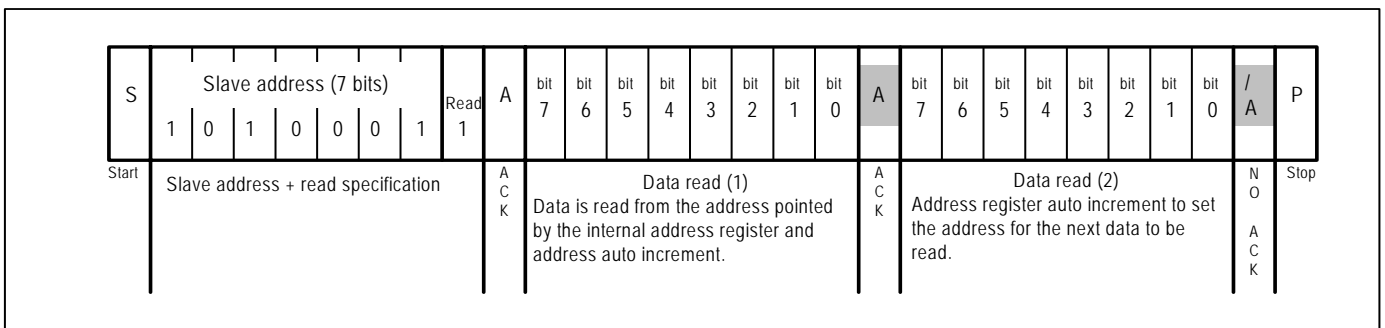 S
Slave address (7 bits)
1 0 1 0 0 0 1
Read
1
A
bit 7 bit 6 bit 5 bit 4 bit 3 bit 2 bit 1 bit 0
A
bit 7 bit 6 bit 5 bit 4 bit 3 bit 2 bit 1 bit 0
/A
P
Start
Slave address + read specification
ACK
Data read (1)
Data is read from the address pointed
by the internal address register and
address auto increment.
ACK
Data read (2)
Address register auto increment to set
the address for the next data to be
read.
NO ACK
Stop